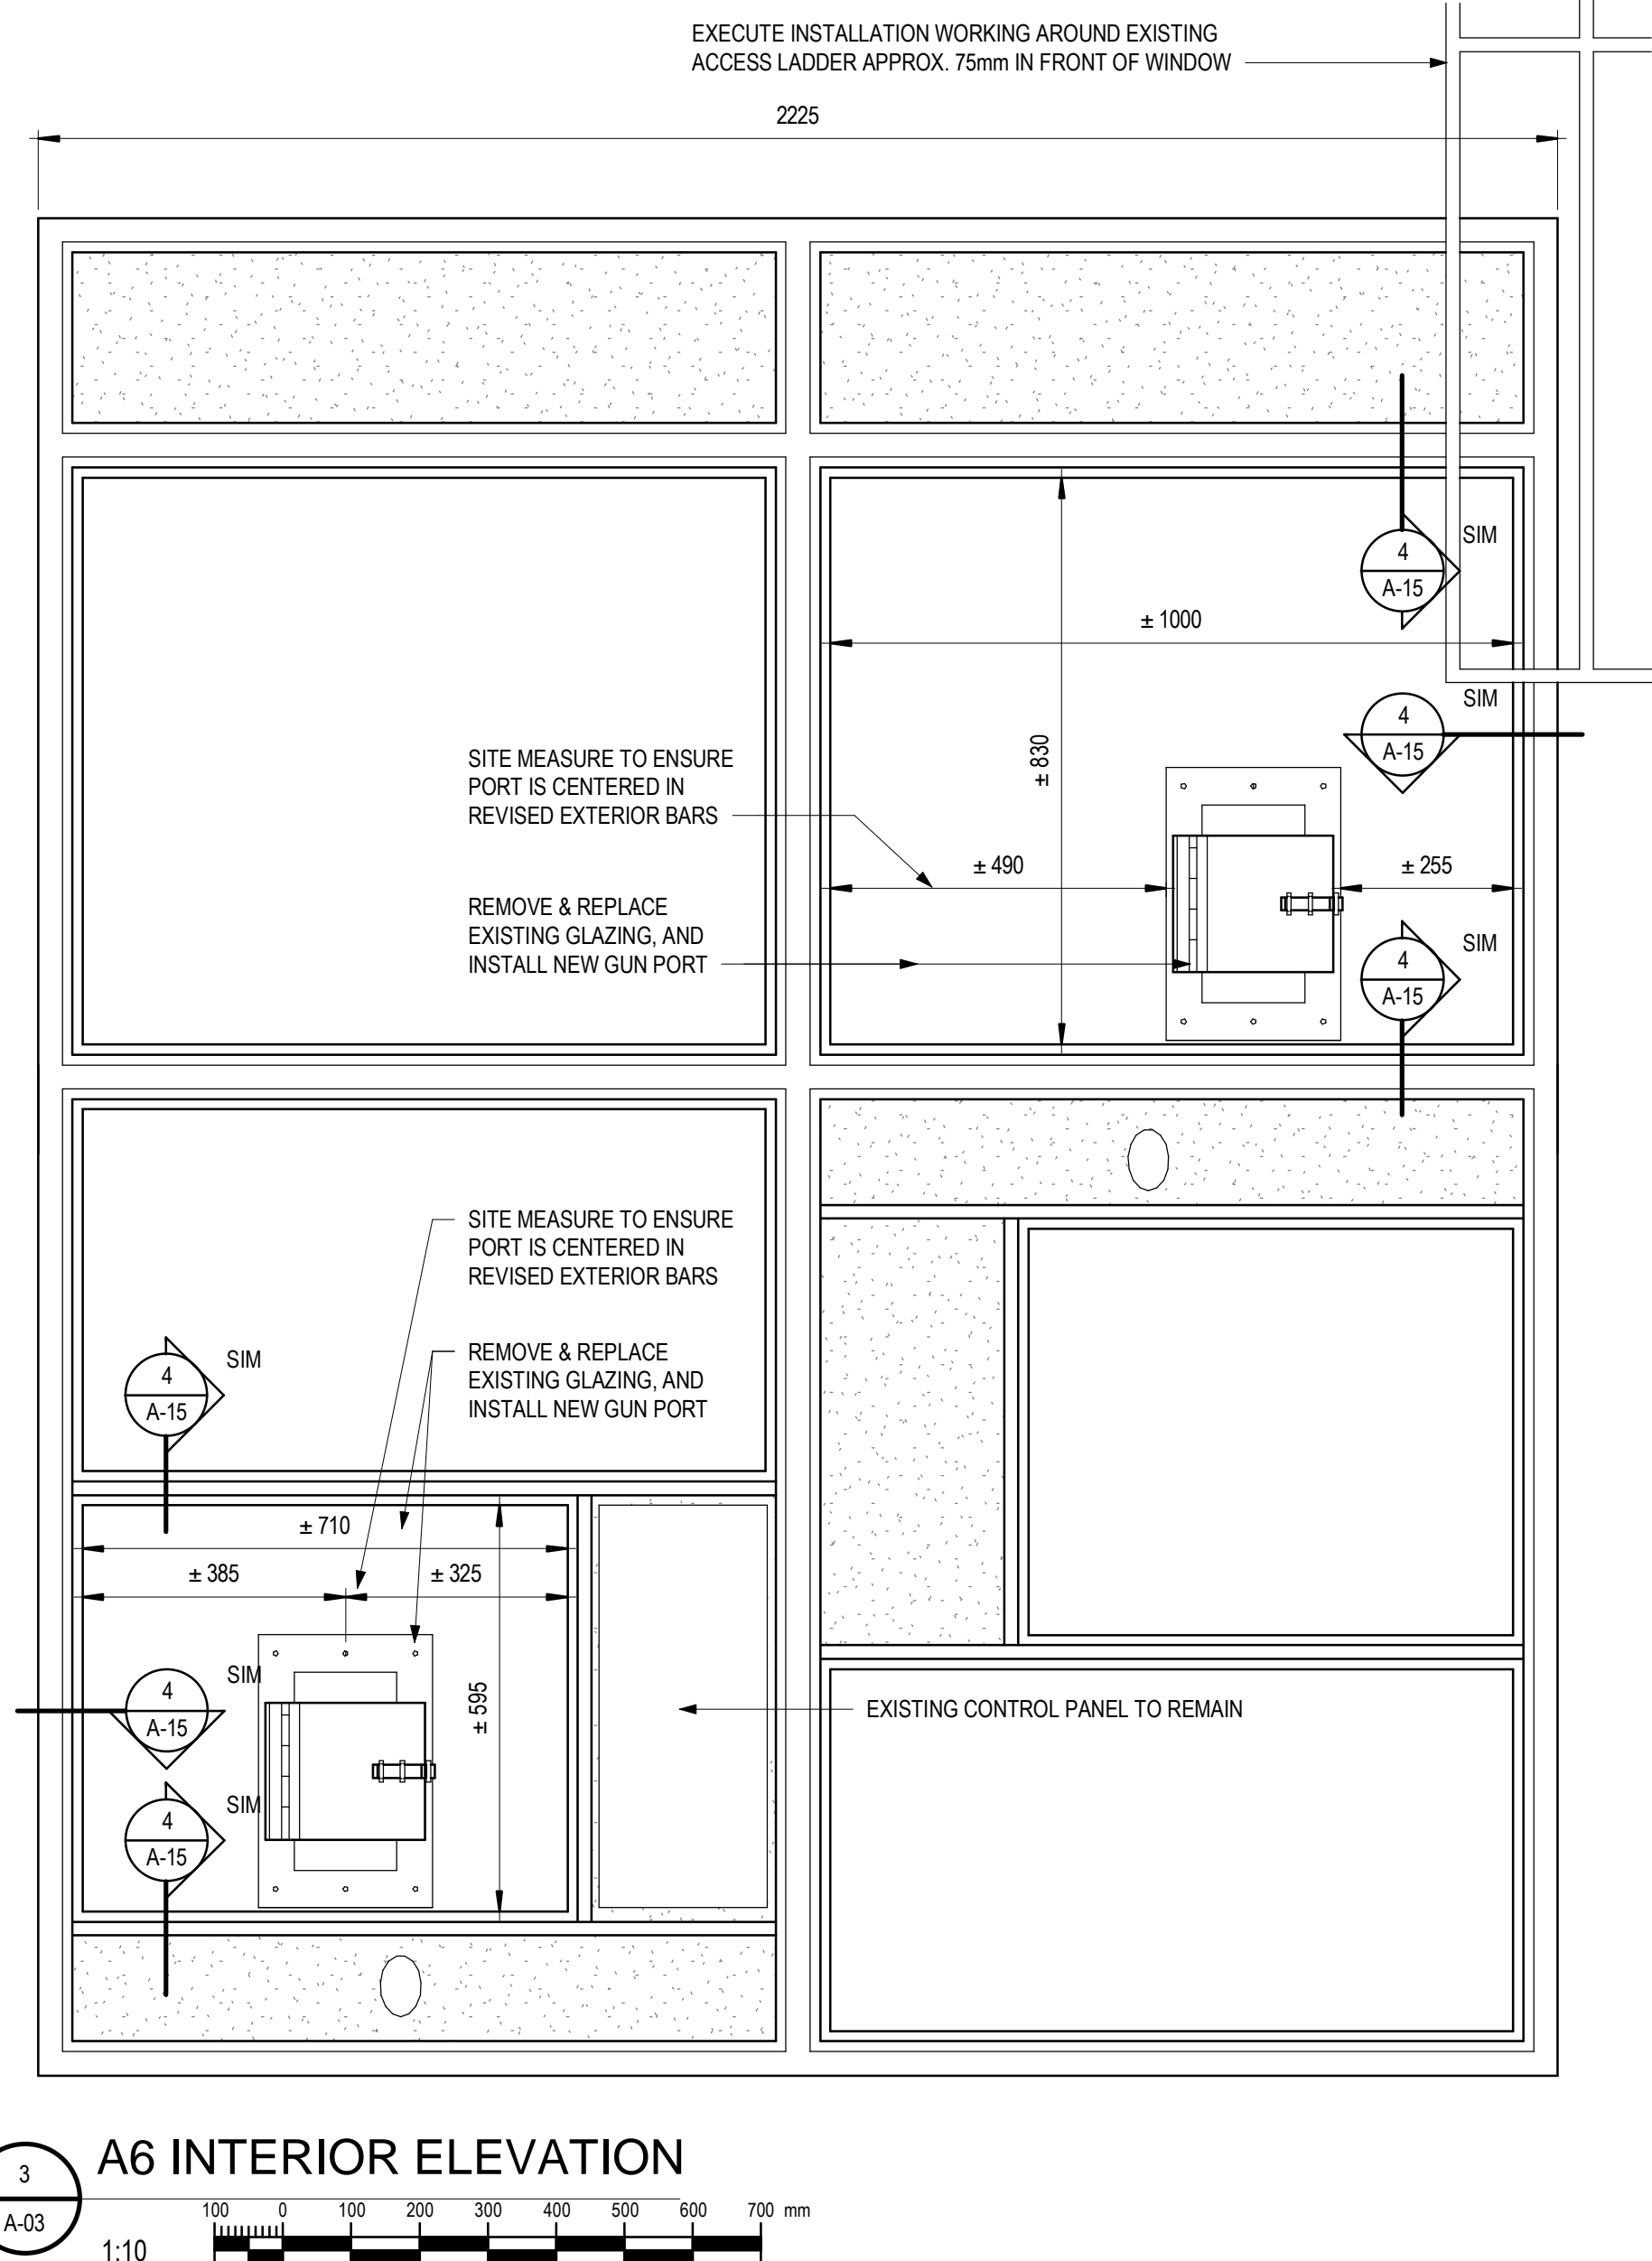 EXECUTE INSTALLATION WORKING AROUND EXISTING
ACCESS LADDER APPROX. 75mm IN FRONT OF WINDOW
2225
4
A-15
SIM
± 1000
4
A-15
SIM
± 830
SITE MEASURE TO ENSURE
PORT IS CENTERED IN
REVISED EXTERIOR BARS
± 490
± 255
REMOVE & REPLACE
EXISTING GLAZING, AND
INSTALL NEW GUN PORT
4
A-15
SIM
SITE MEASURE TO ENSURE
PORT IS CENTERED IN
REVISED EXTERIOR BARS
4
A-15
SIM
REMOVE & REPLACE
EXISTING GLAZING, AND
INSTALL NEW GUN PORT
± 710
± 385
± 325
4
A-15
SIM
± 595
EXISTING CONTROL PANEL TO REMAIN
4
A-15
SIM
3
A-03
A6 INTERIOR ELEVATION
1:10
100 0 100 200 300 400 500 600 700 mm